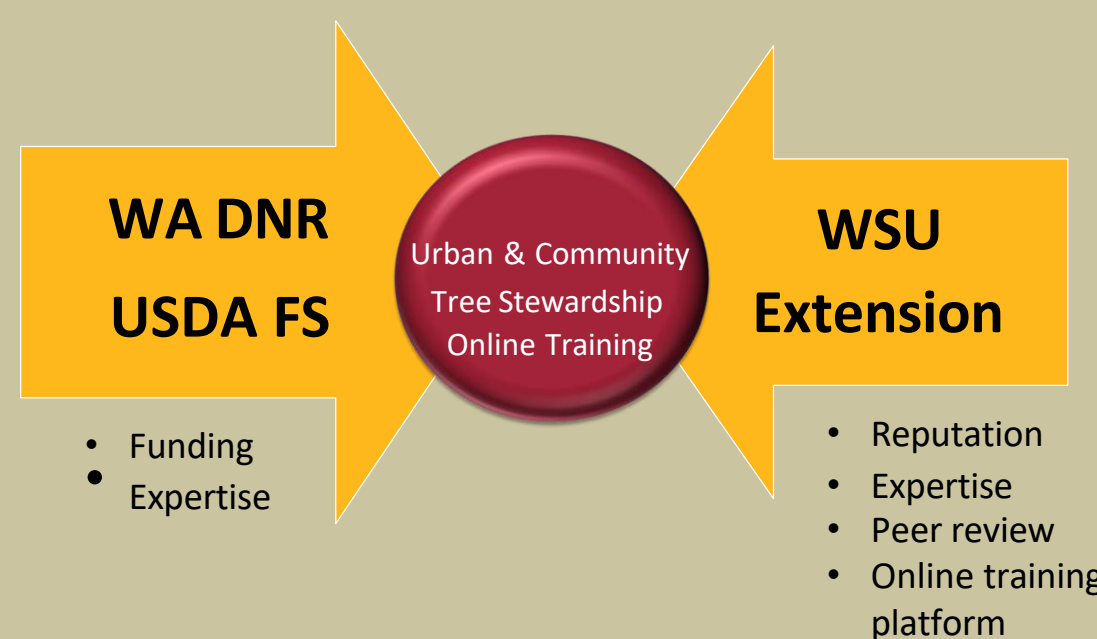 WA DNR
USDA FS
Urban & Community
Tree Stewardship
Online Training
WSU
Extension
• Funding
• Expertise
• Reputation
• Expertise
• Peer review
• Online training
platform